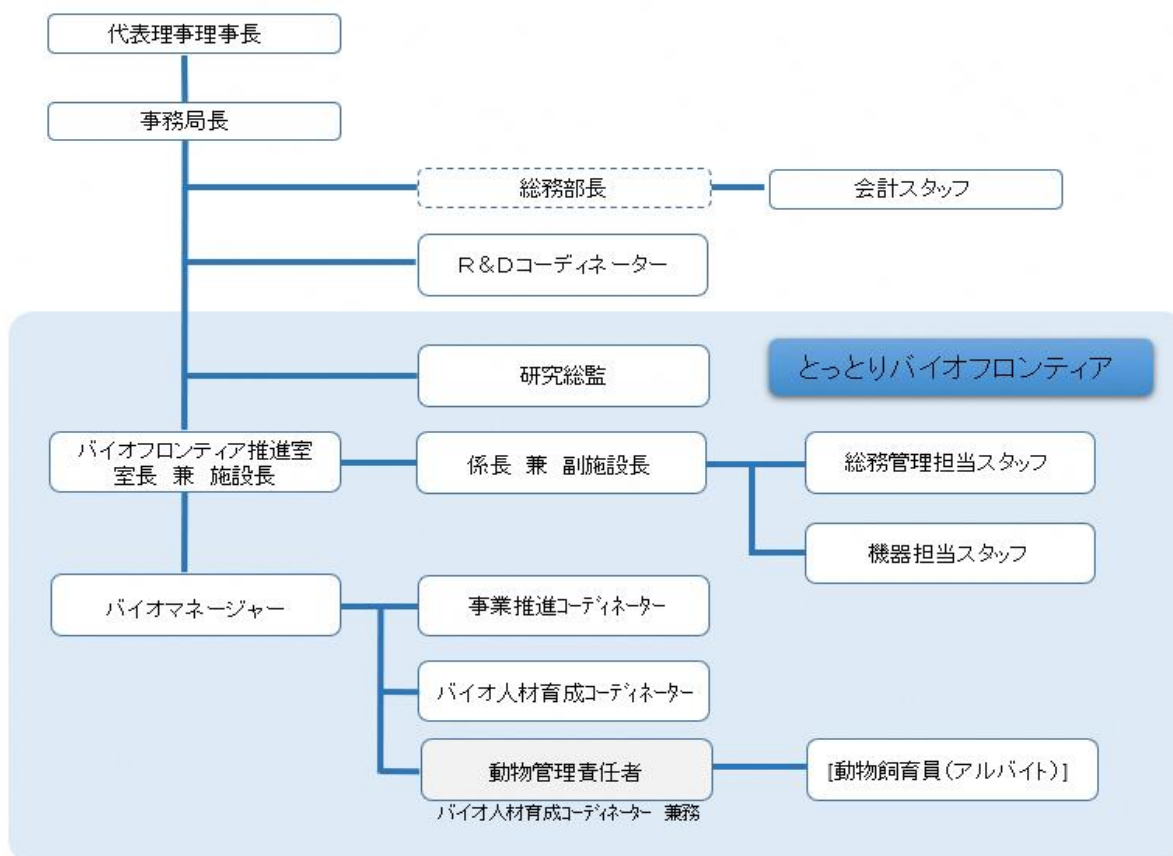 代表理事理事長
事務局長
総務部長
会計スタッフ
R&Dコーディネーター
とっとりバイオフロンティア
研究総監
バイオフロンティア推進室
室長 兼 施設長
係長 兼 副施設長
総務管理担当スタッフ
機器担当スタッフ
バイオマネージャー
事業推進ｺｰﾃﾞｨﾈｰﾀｰ
バイオ人材育成ｺｰﾃﾞｨﾈｰﾀｰ
動物管理責任者
[動物飼育員(アルバイト)]
バイオ人材育成ｺｰﾃﾞｨﾈｰﾀｰ 兼務